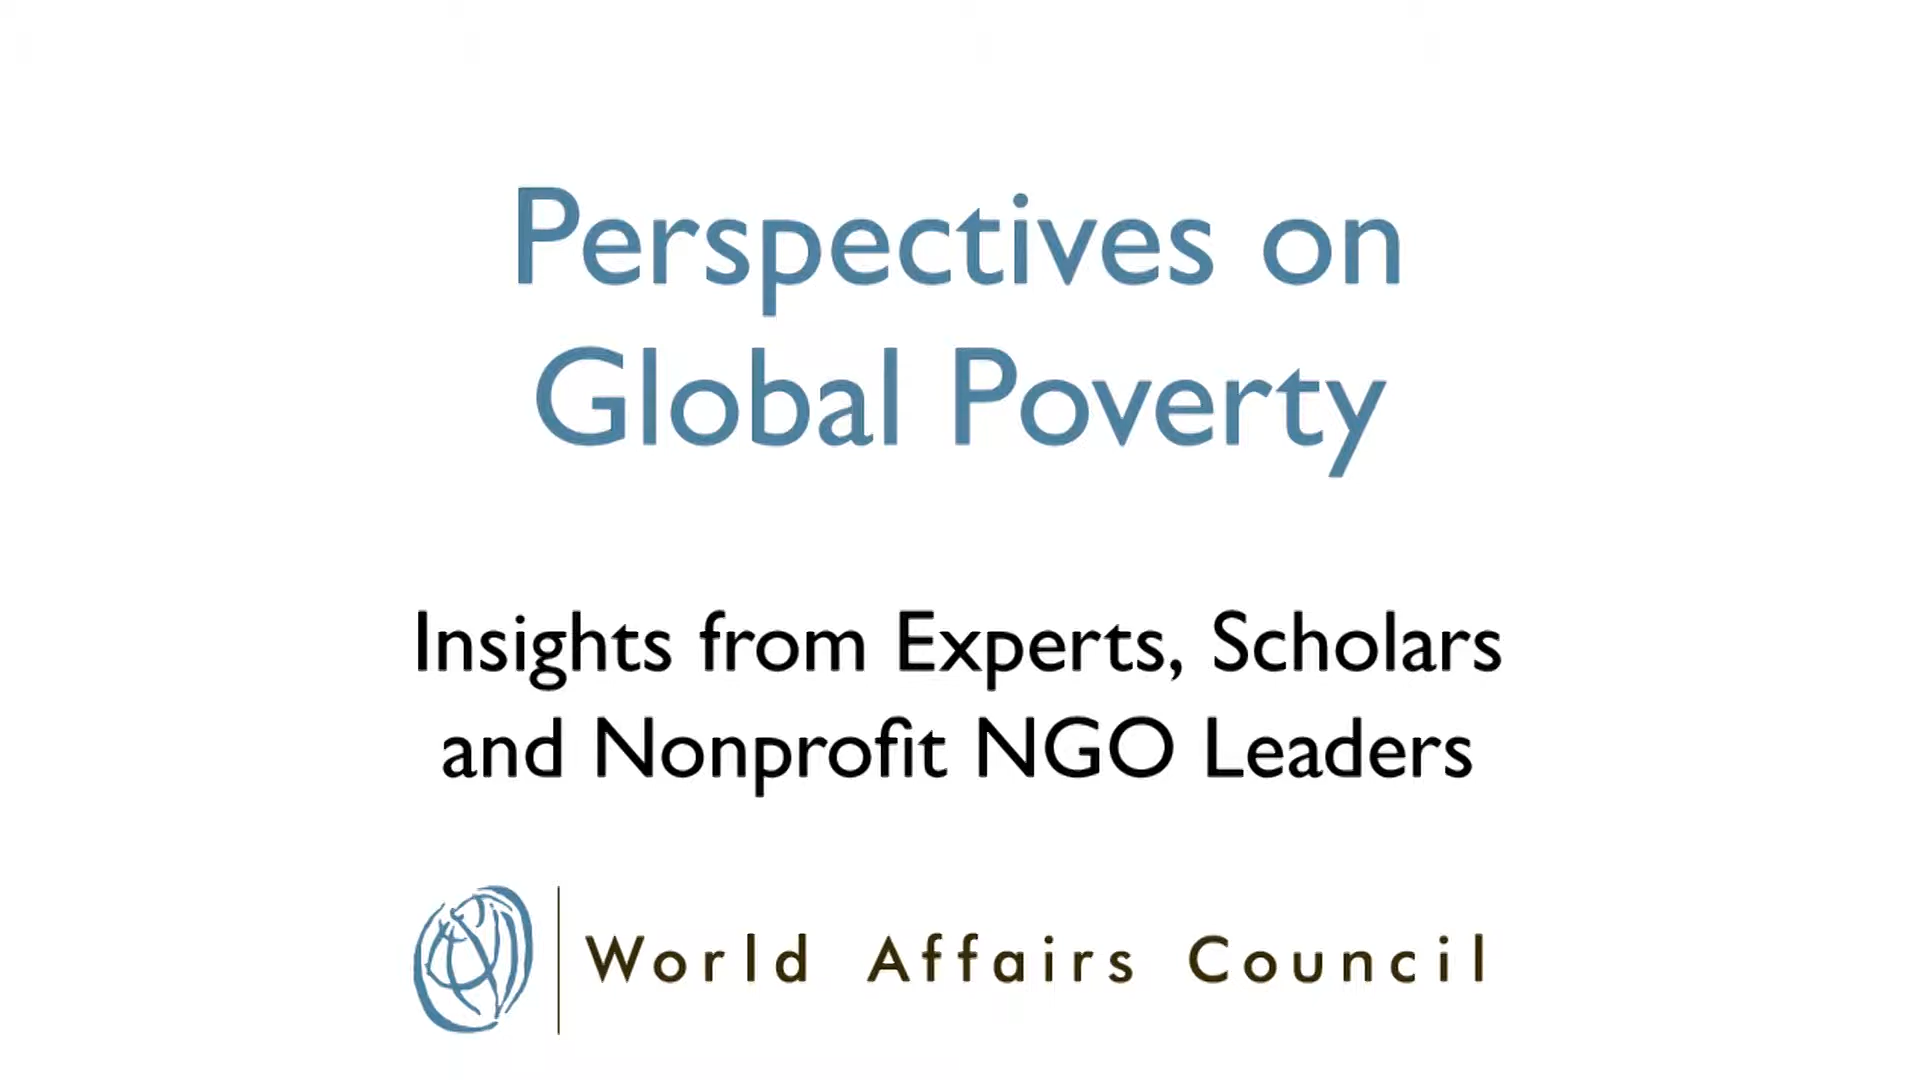 Perspectives on
Global Poverty
Insights from Experts, Scholars
and Nonprofit NGO Leaders
World Affairs Council